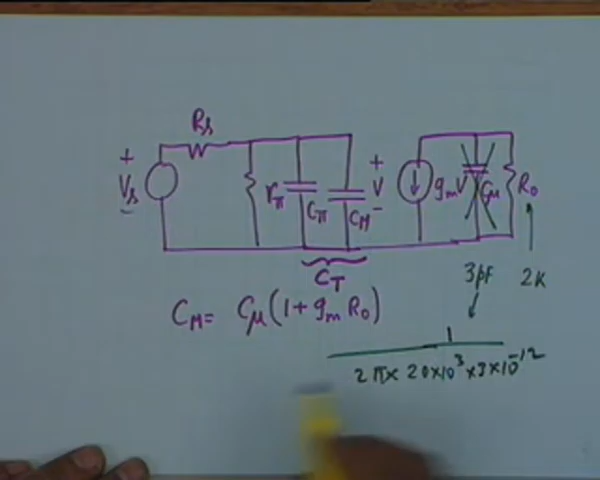 Rs
+
Vs
-
rπ
Cπ
CM
+
V
-
gmV
Cμ
Ro
CT
3pF
2K
CM = Cμ(1 + gm Ro)
1
2π × 20×10³ × 3×10⁻¹²